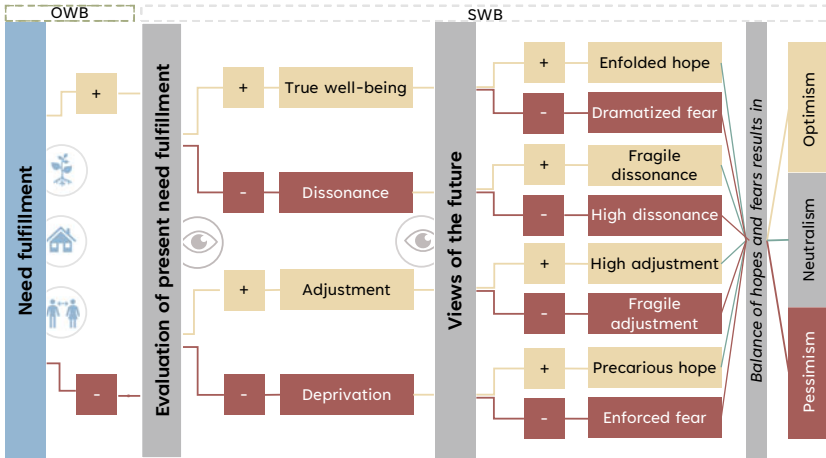 OWB
SWB
Need fulfillment
+
-
Evaluation of present need fulfillment
+
True well-being
-
Dissonance
+
Adjustment
-
Deprivation
Views of the future
+
Enfolded hope
-
Dramatized fear
+
Fragile
dissonance
-
High dissonance
+
High adjustment
-
Fragile
adjustment
+
Precarious hope
-
Enforced fear
Balance of hopes and fears results in
Optimism
Neutralism
Pessimism